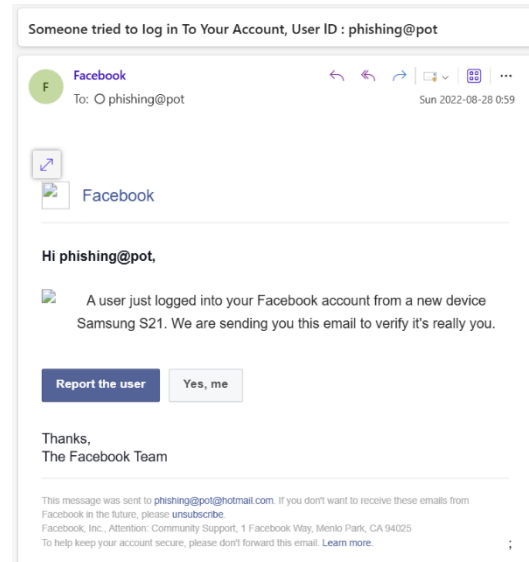 Someone tried to log in To Your Account, User ID : phishing@pot
F
Facebook
To: phishing@pot
Sun 2022-08-28 0:59
Facebook
Hi phishing@pot,
A user just logged into your Facebook account from a new device
Samsung S21. We are sending you this email to verify it's really you.
Report the user
Yes, me
Thanks,
The Facebook Team
This message was sent to phishing@pot@hotmail.com. If you don't want to receive these emails from
Facebook in the future, please unsubscribe.
Facebook, Inc., Attention: Community Support, 1 Facebook Way, Menlo Park, CA 94025
To help keep your account secure, please don't forward this email. Learn more.
;